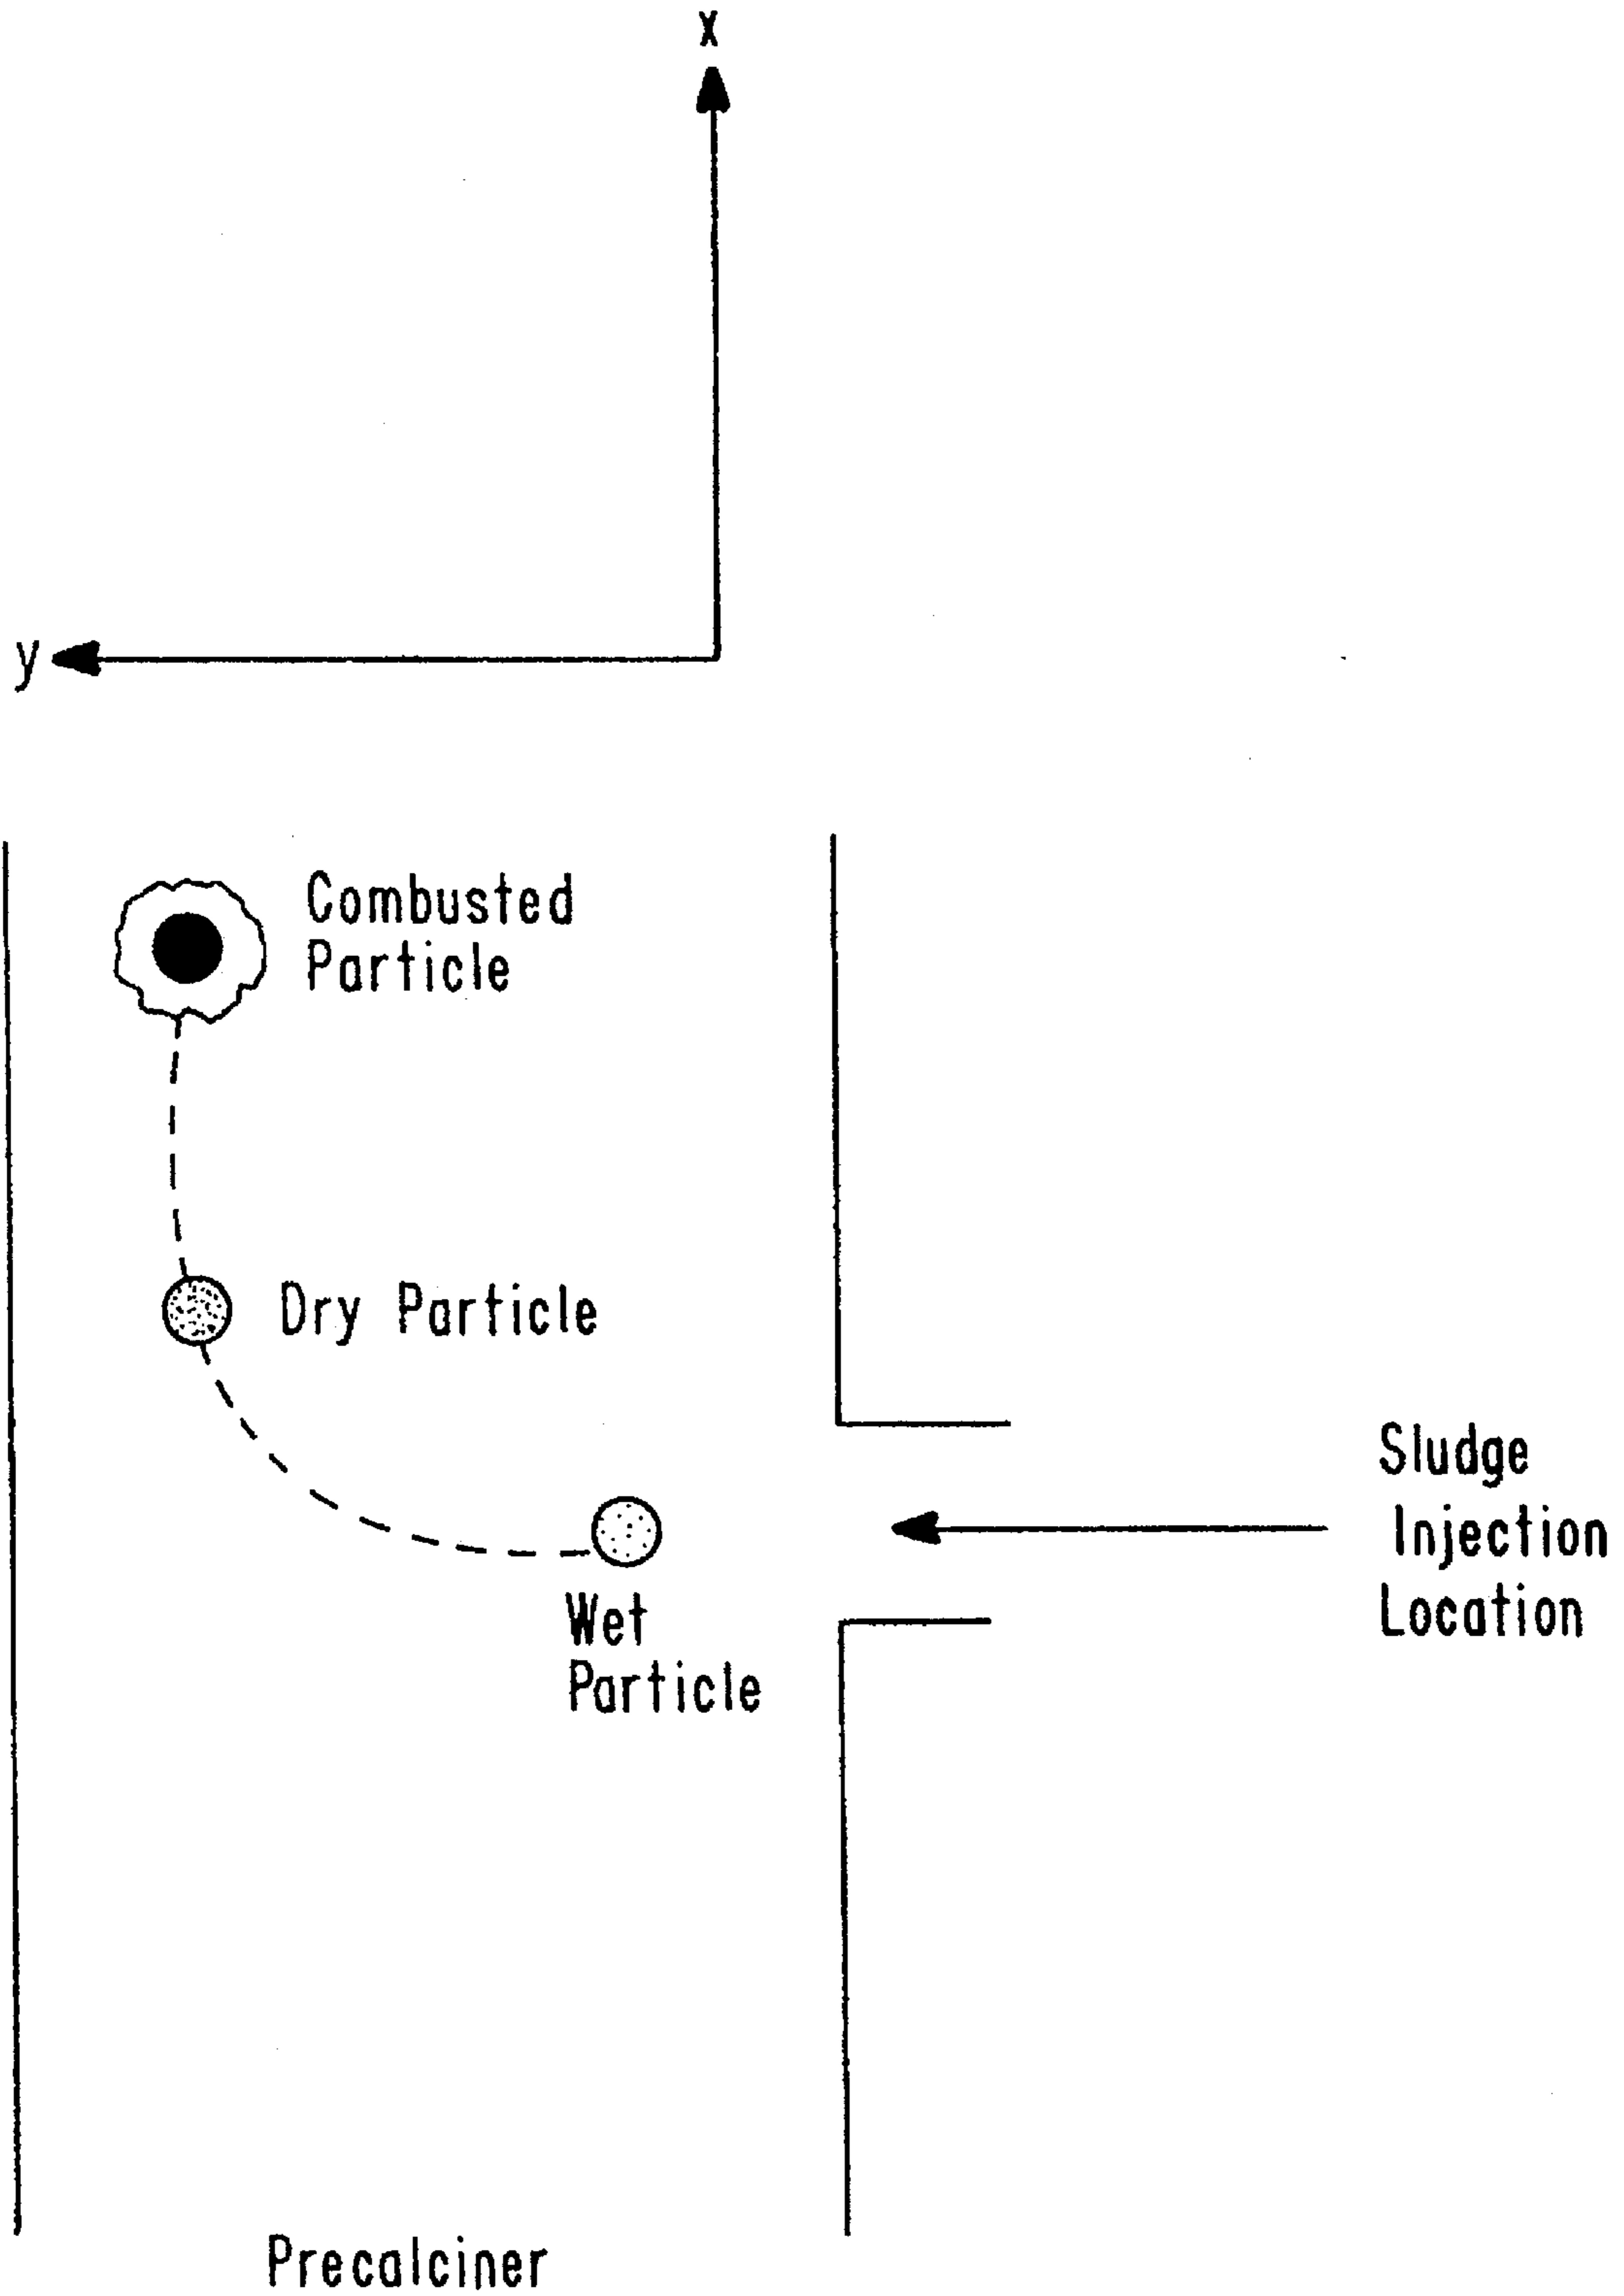 x
y
Combusted
Particle
Dry Particle
Sludge
Injection
Location
Wet
Particle
Precalciner